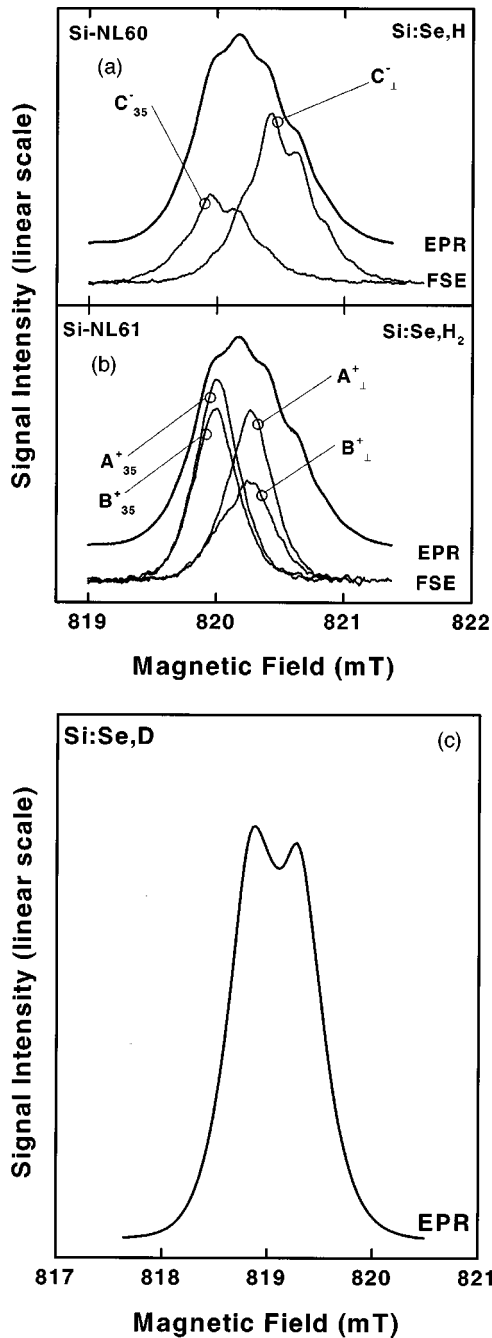 Si-NL60 Si:Se,H
(a)
C⁻₃₅ C⁻⊥
EPR
FSE
Si-NL61 Si:Se,H₂
(b)
A⁺₃₅ A⁺⊥
B⁺₃₅ B⁺⊥
EPR
FSE
Signal Intensity (linear scale)
819 820 821 822
Magnetic Field (mT)
Si:Se,D (c)
EPR
Signal Intensity (linear scale)
817 818 819 820 821
Magnetic Field (mT)